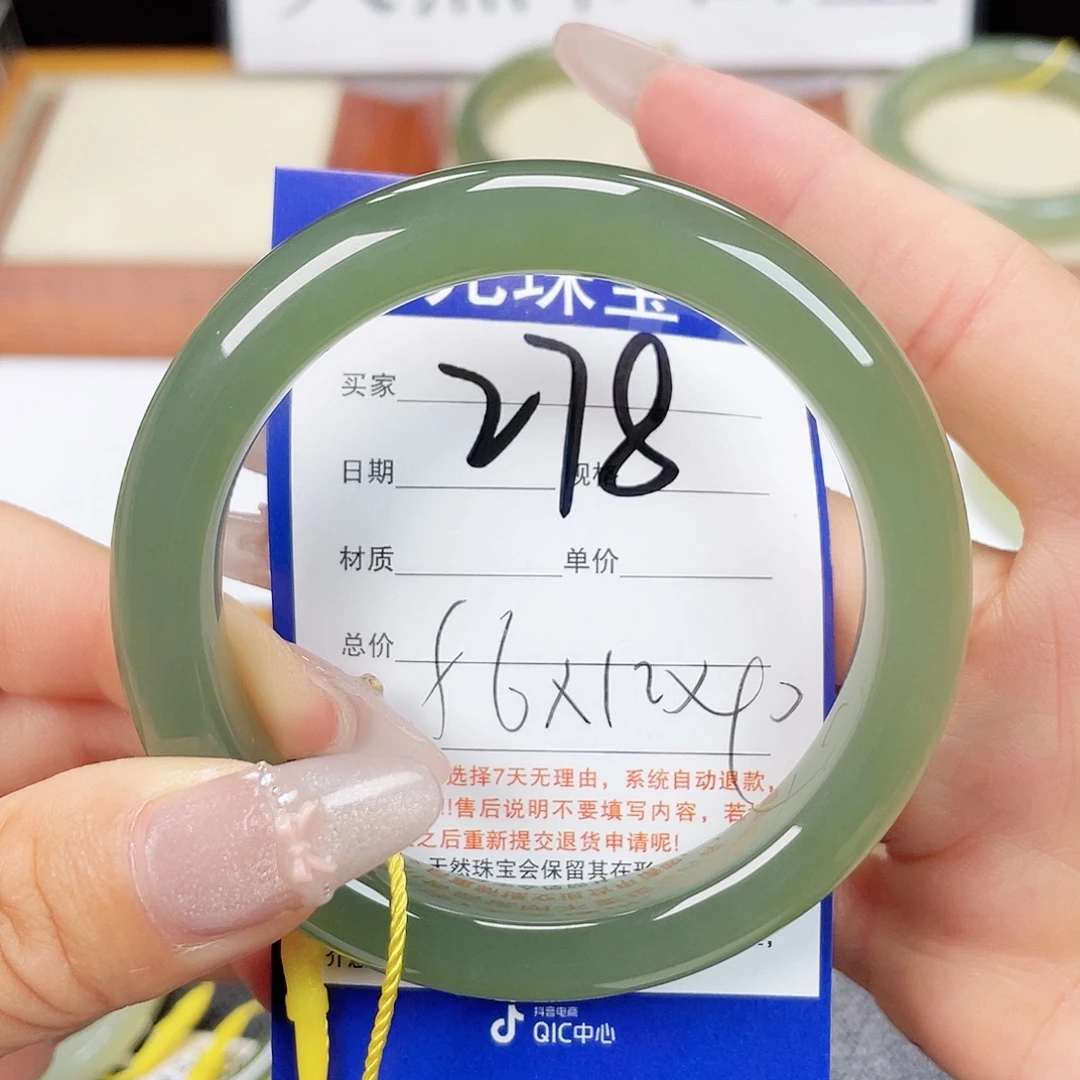 珠宝
278
买家
日期 规格
材质 单价
总价
选择7天无理由，系统自动退款，
!!售后说明不要填写内容，若
之后重新提交退货申请呢!
天然珠宝会保留其在形
抖音电商
QIC中心